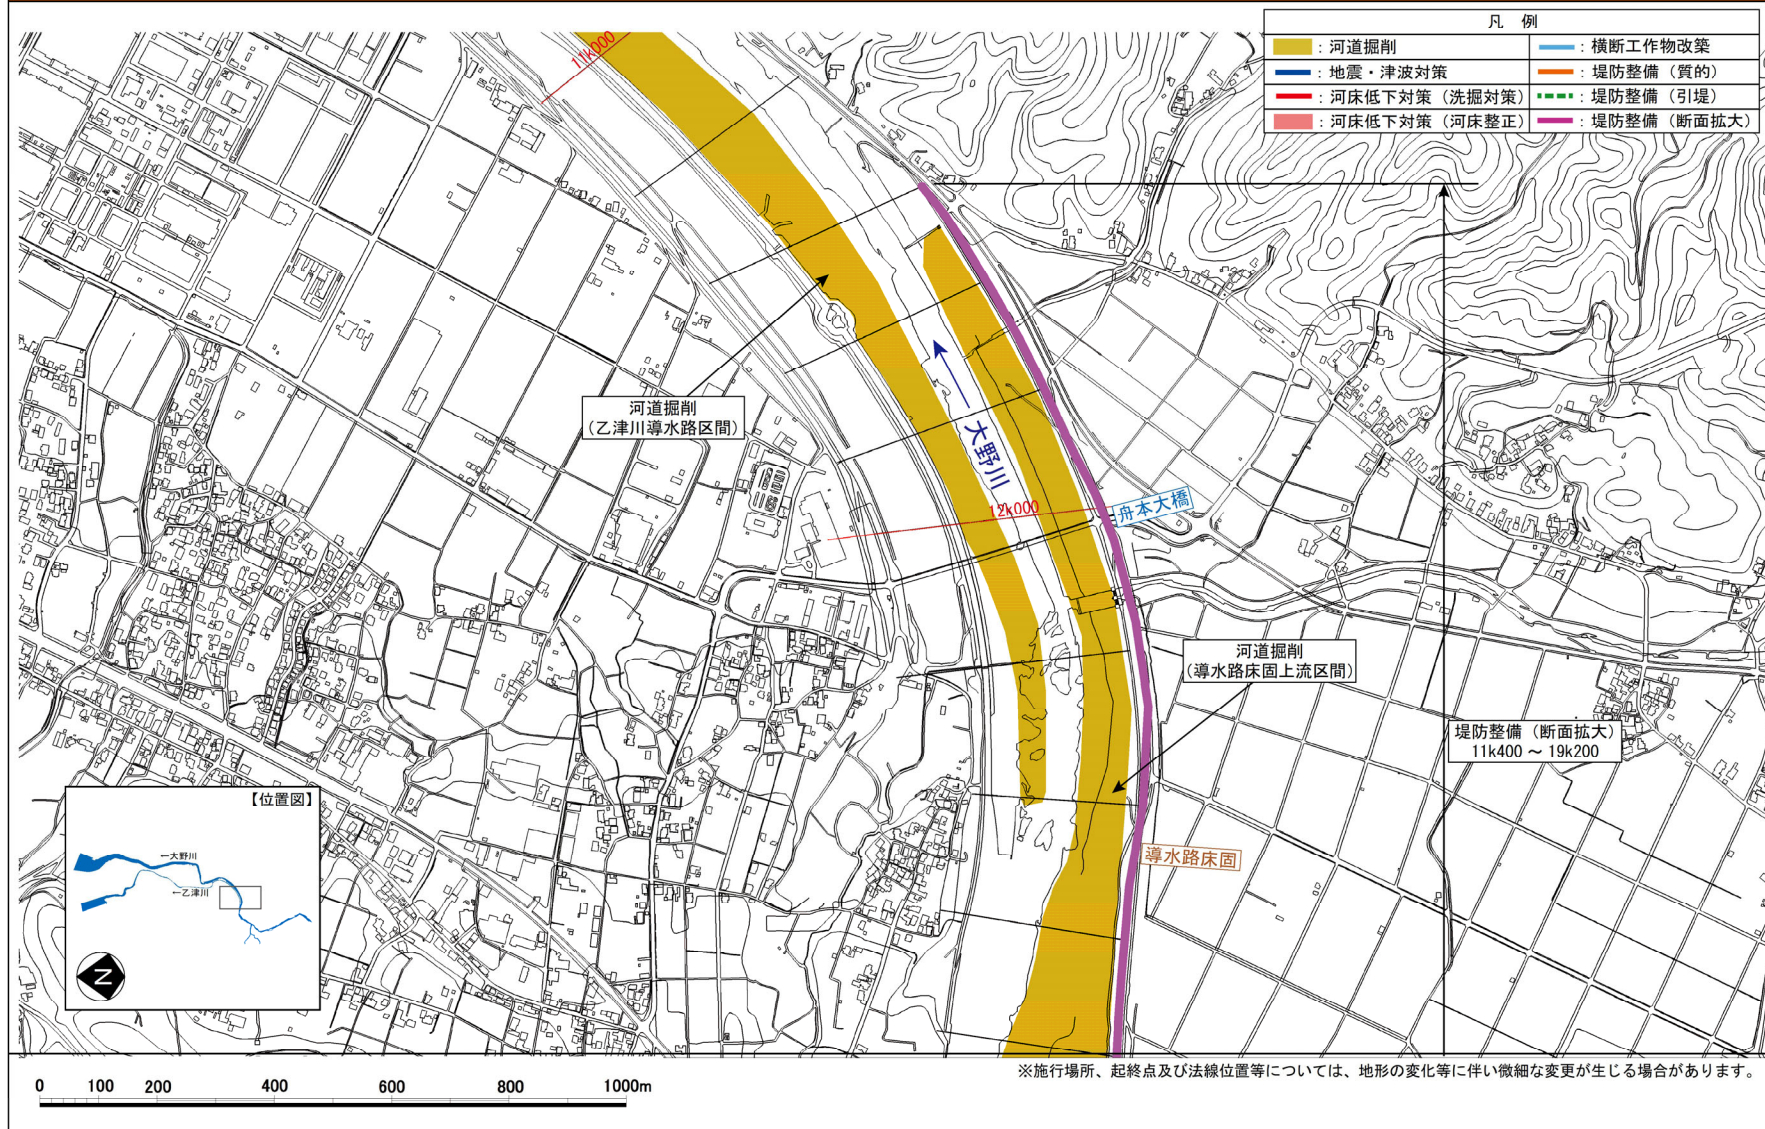 凡 例
：河道掘削
：横断工作物改築
：地震・津波対策
：堤防整備（質的）
：河床低下対策（洗掘対策）
：堤防整備（引堤）
：河床低下対策（河床整正）
：堤防整備（断面拡大）
11k000
河道掘削
（乙津川導水路区間）
大野川
12k000
舟本大橋
河道掘削
（導水路床固上流区間）
堤防整備（断面拡大）
11k400 ～ 19k200
導水路床固
【位置図】
←大野川
←乙津川
N
※施行場所、起終点及び法線位置等については、地形の変化等に伴い微細な変更が生じる場合があります。
0 100 200 400 600 800 1000m